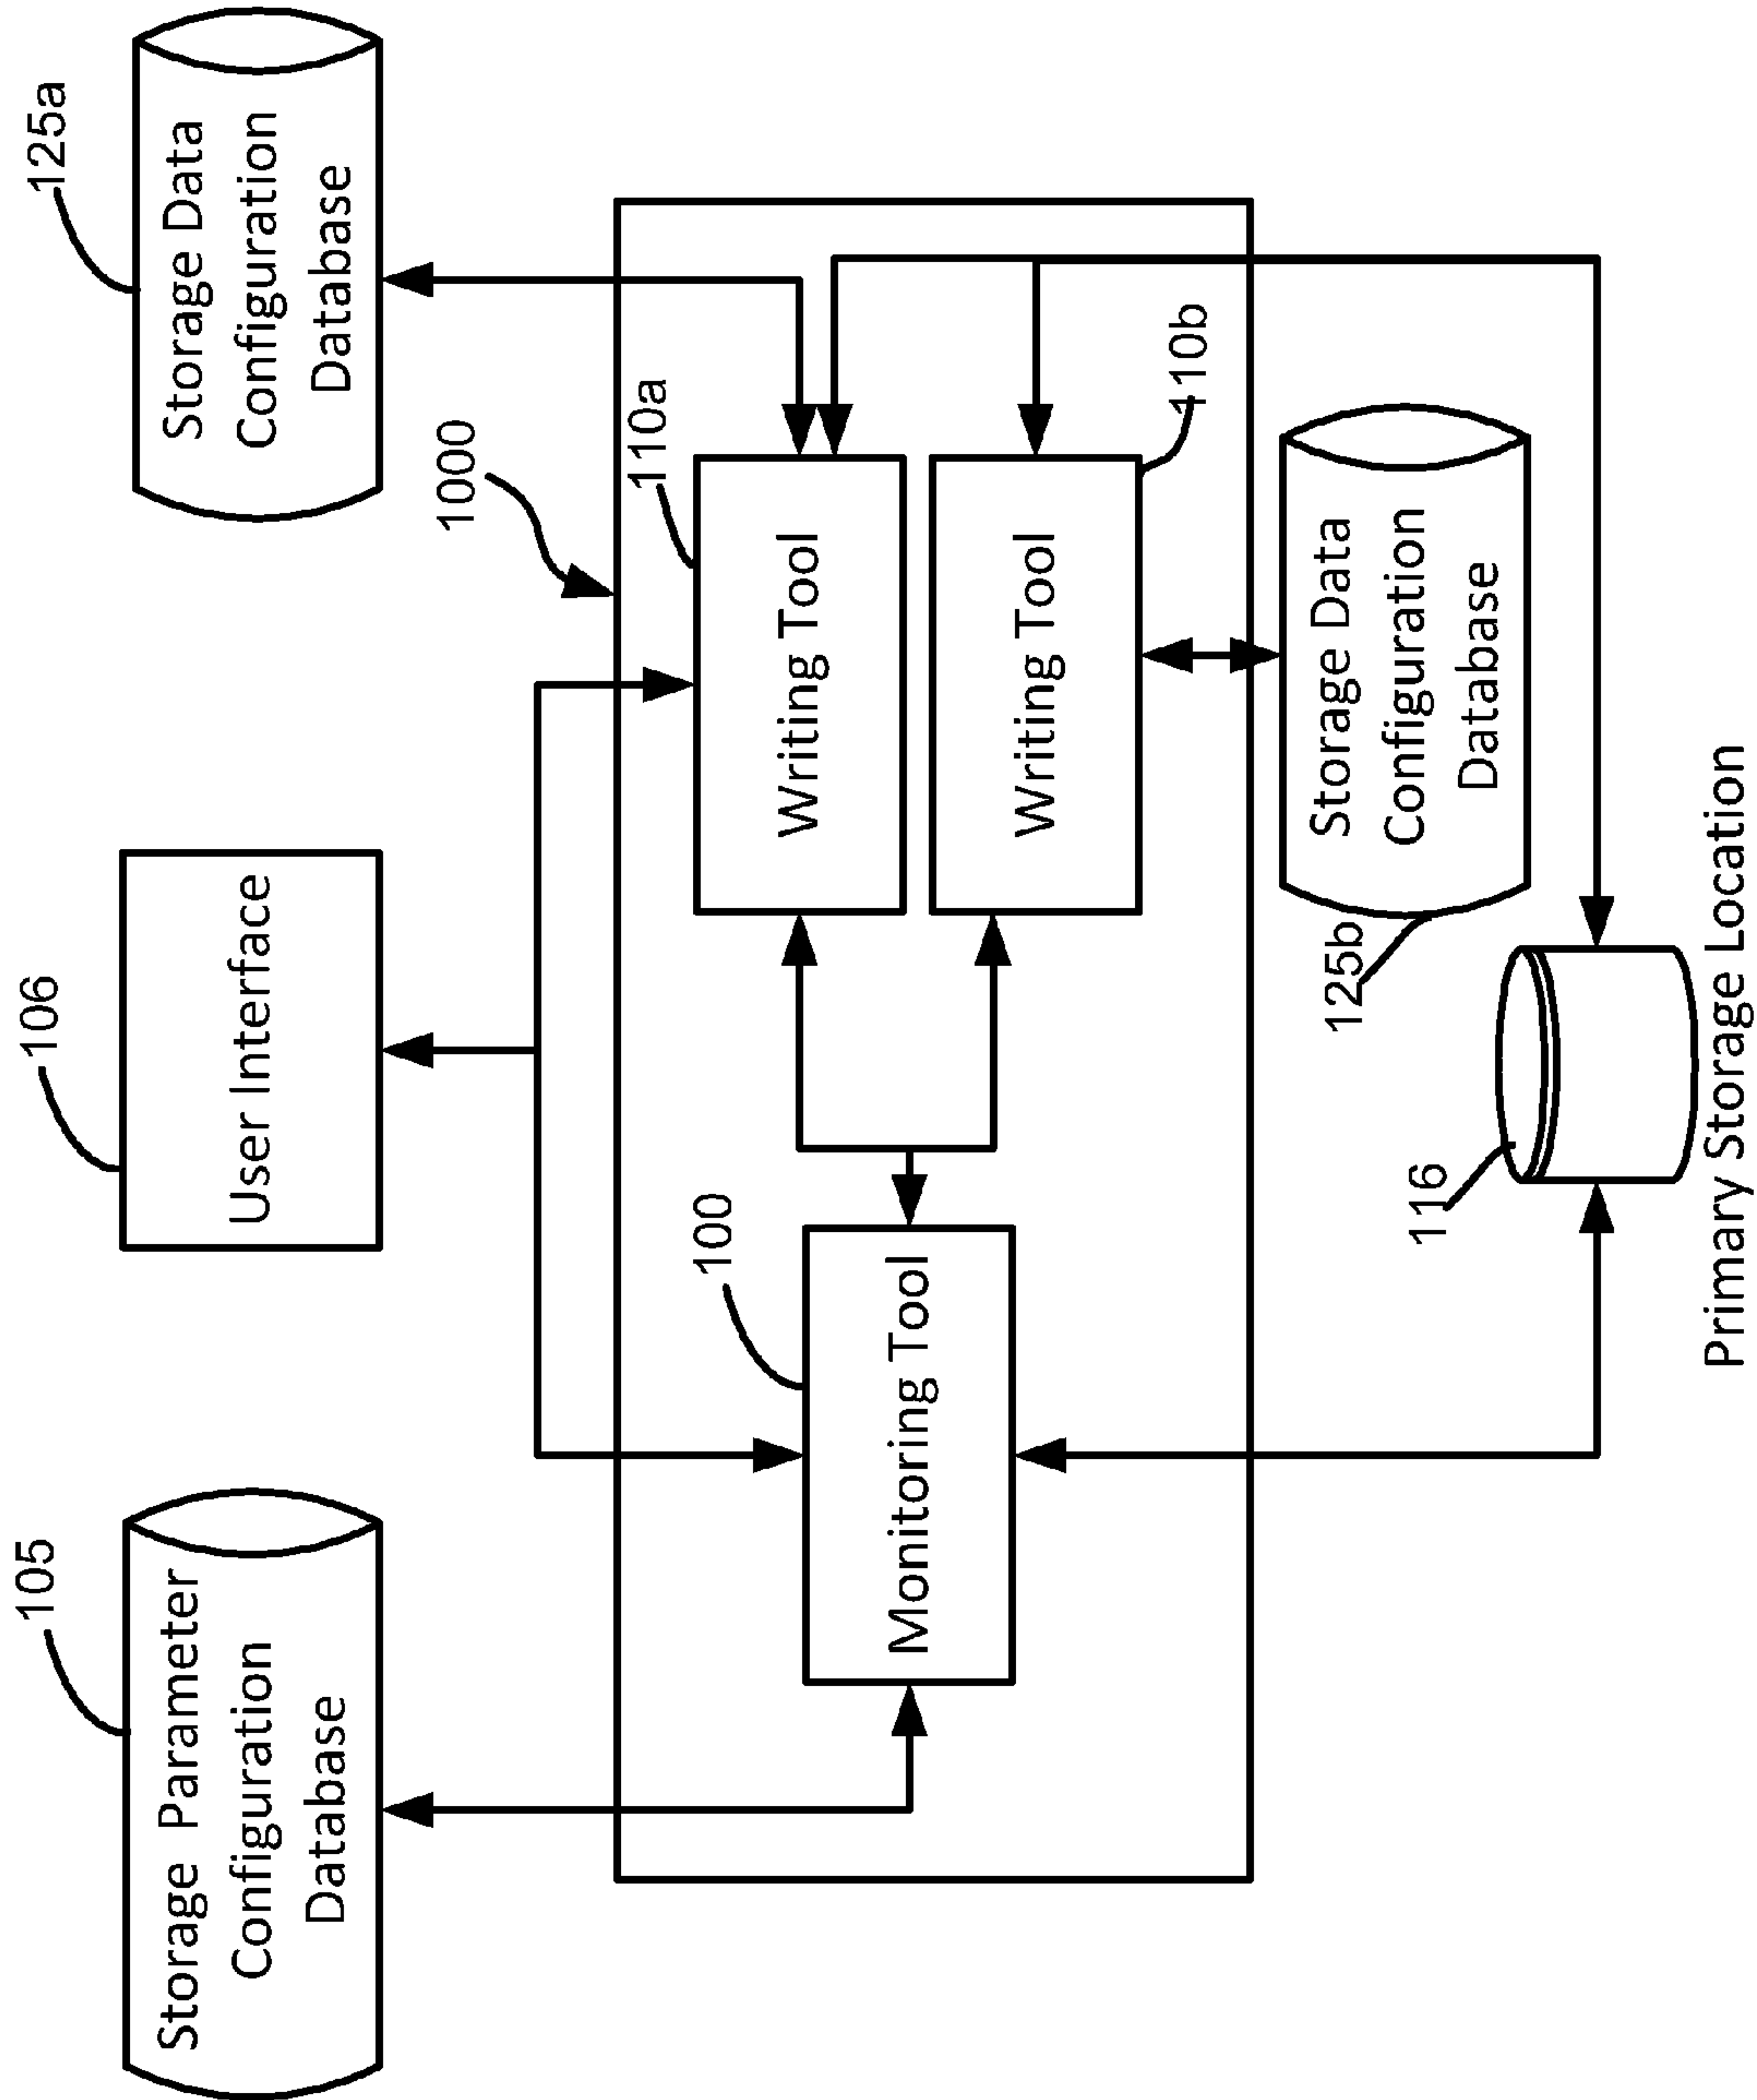 105
Storage Parameter
Configuration
Database
106
User Interface
125a
Storage Data
Configuration
Database
1000
100
Monitoring Tool
110a
Writing Tool
Writing Tool
110b
125b
Storage Data
Configuration
Database
116
Primary Storage Location